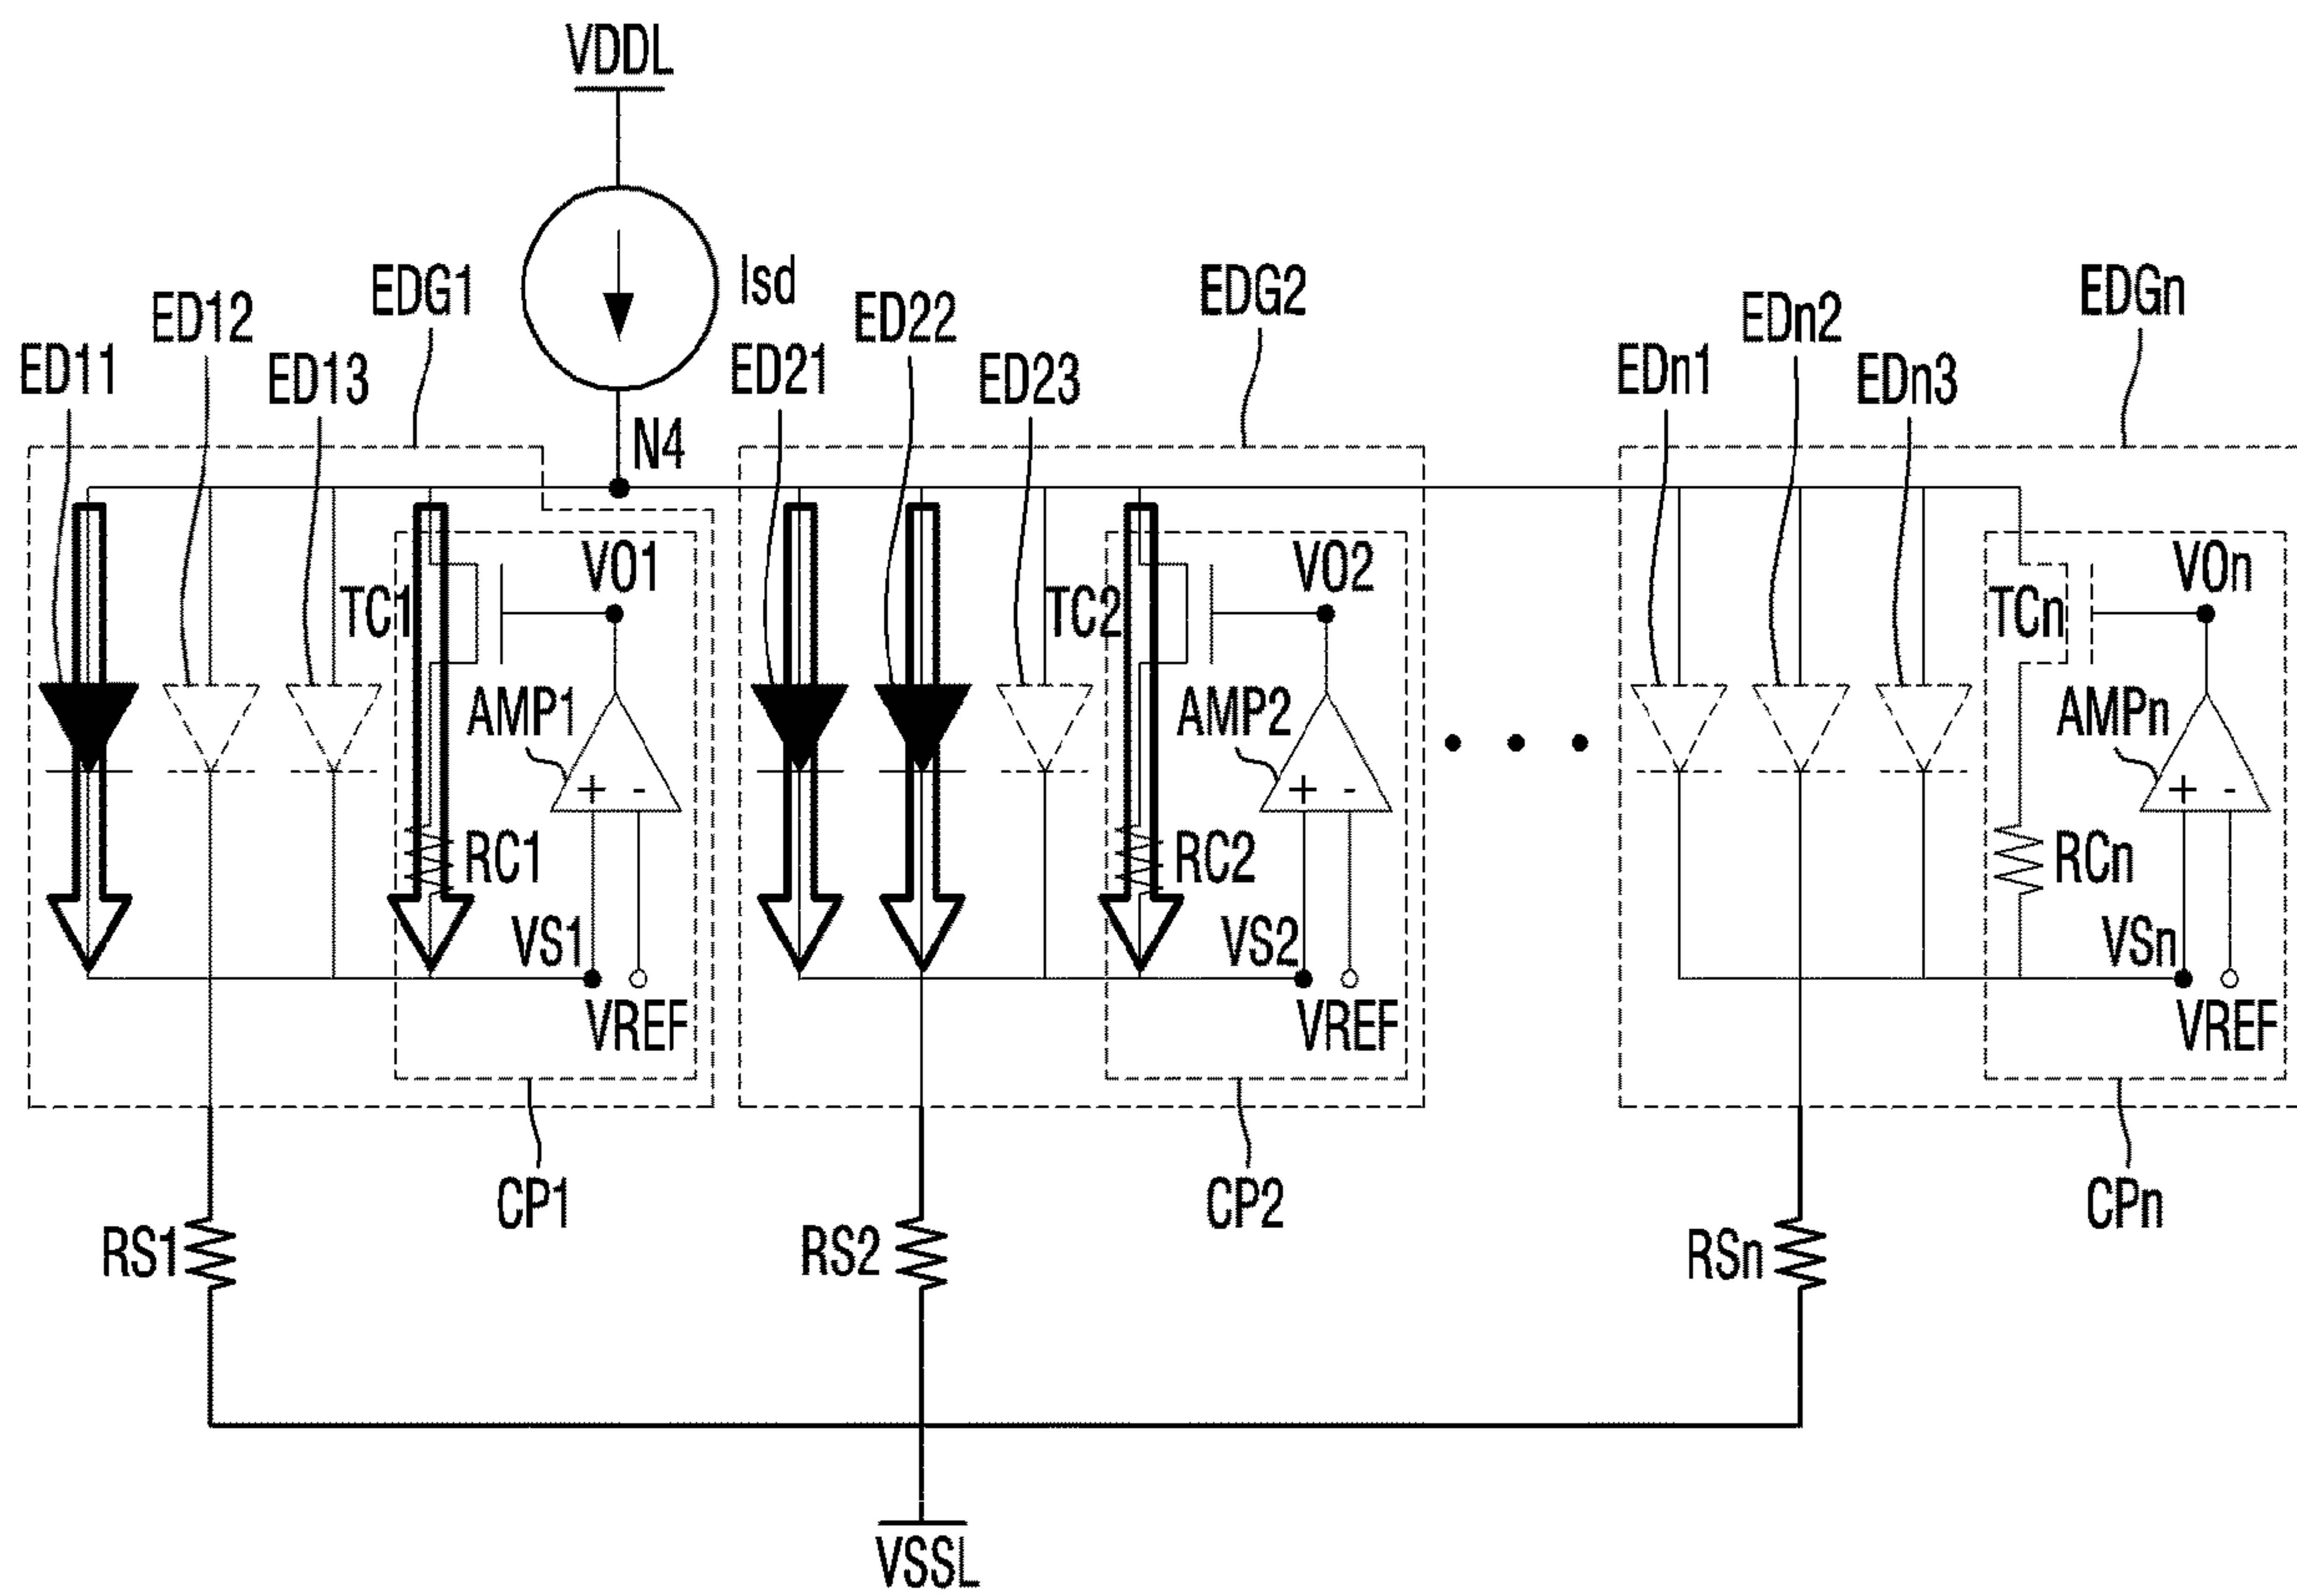 VDDL
Isd
EDG1
EDG2
EDGn
ED12
ED22
EDn2
ED11
ED13
ED21
ED23
EDn1
EDn3
N4
VO1
VO2
VOn
TC1
TC2
TCn
AMP1
AMP2
AMPn
+ -
+ -
+ -
RC1
RC2
RCn
VS1
VS2
VSn
VREF
VREF
VREF
CP1
CP2
CPn
RS1
RS2
RSn
VSSL